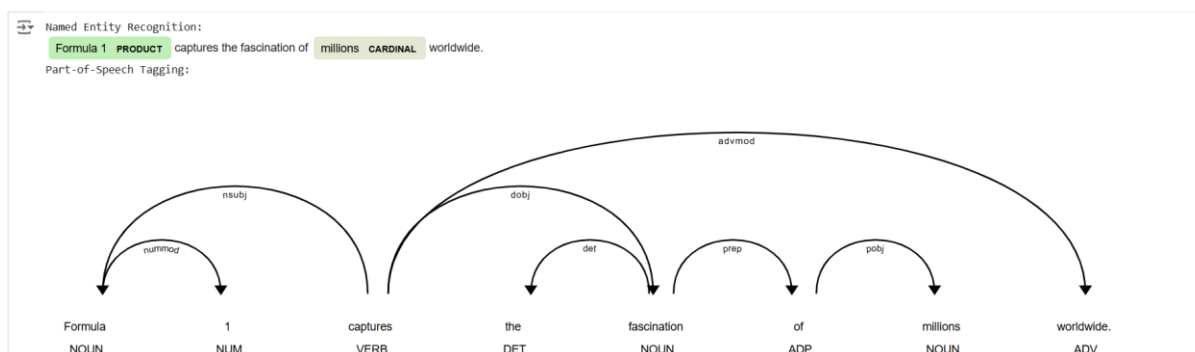 Named Entity Recognition:
Formula 1 PRODUCT captures the fascination of millions CARDINAL worldwide.
Part-of-Speech Tagging:
advmod
nsubj dobj
nummod det prep pobj
Formula 1 captures the fascination of millions worldwide.
NOUN NUM VERB DET NOUN ADP NOUN ADV